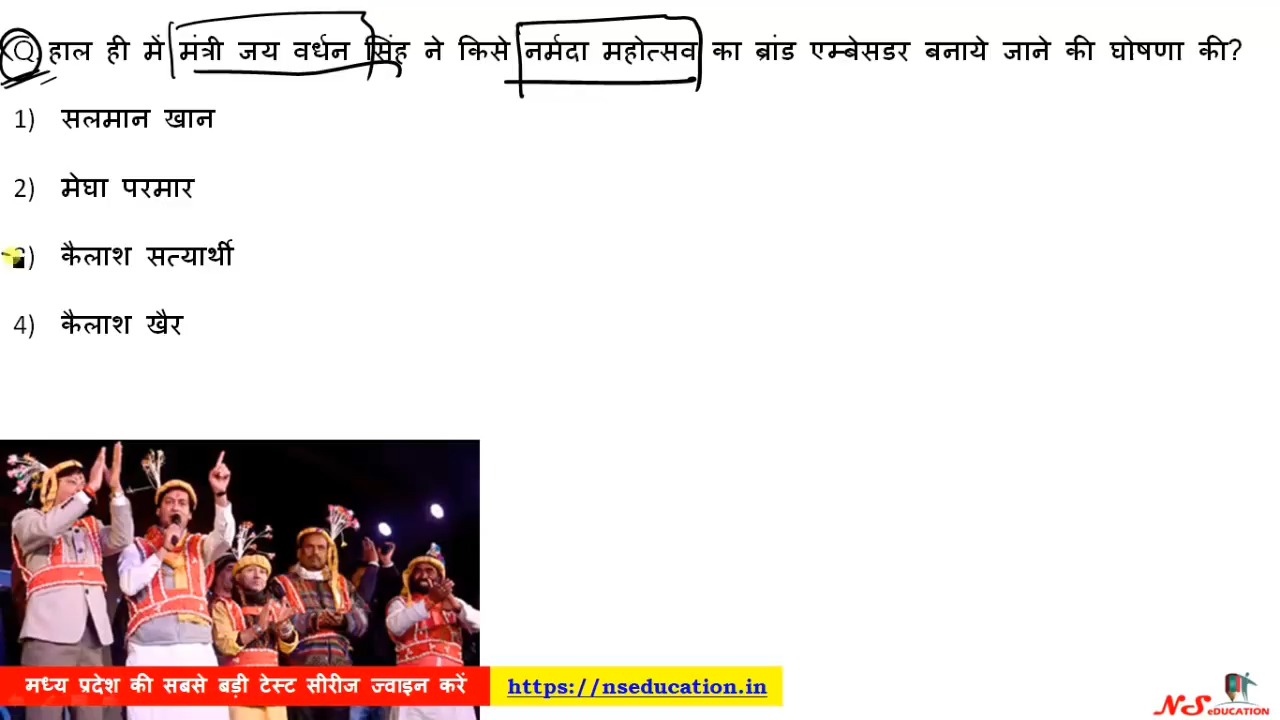 Q. हाल ही में मंत्री जय वर्धन सिंह ने किसे नर्मदा महोत्सव का ब्रांड एम्बेसडर बनाये जाने की घोषणा की?
1) सलमान खान
2) मेघा परमार
3) कैलाश सत्यार्थी
4) कैलाश खैर
मध्य प्रदेश की सबसे बड़ी टेस्ट सीरीज ज्वाइन करें https://nseducation.in
NS eDUCATION